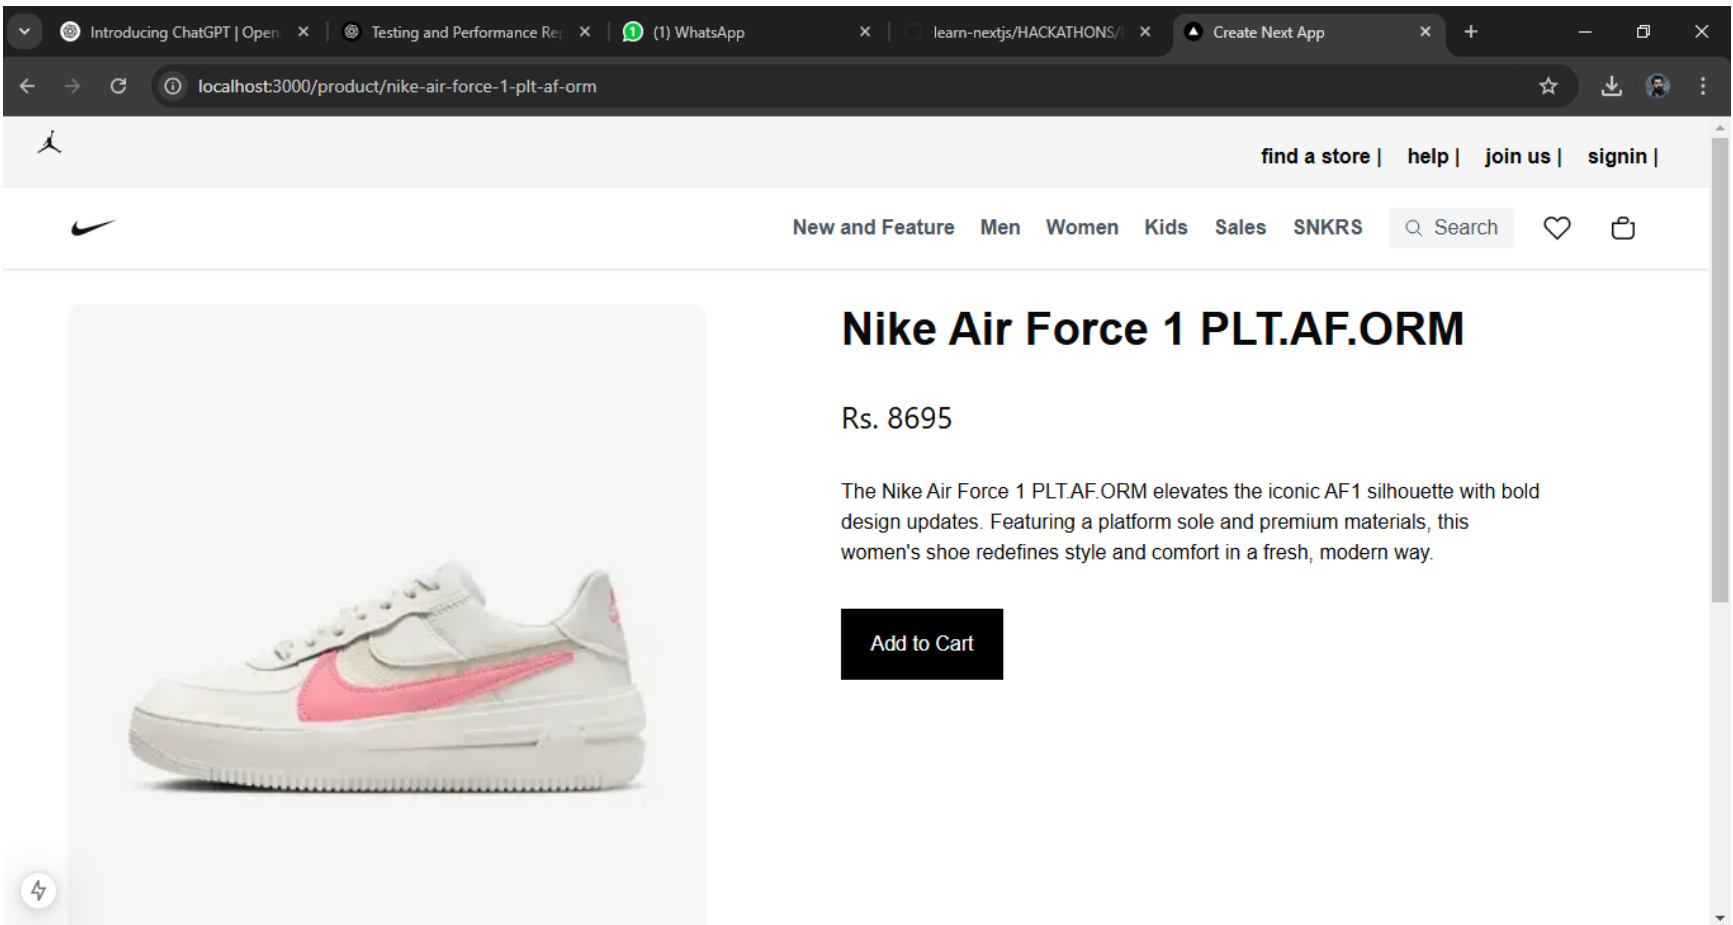 Introducing ChatGPT | Open
Testing and Performance Re
1 (1) WhatsApp
learn-nextjs/HACKATHONS/
Create Next App
localhost:3000/product/nike-air-force-1-plt-af-orm
find a store | help | join us | signin |
New and Feature Men Women Kids Sales SNKRS Search
Nike Air Force 1 PLT.AF.ORM
Rs. 8695
The Nike Air Force 1 PLT.AF.ORM elevates the iconic AF1 silhouette with bold
design updates. Featuring a platform sole and premium materials, this
women's shoe redefines style and comfort in a fresh, modern way.
Add to Cart